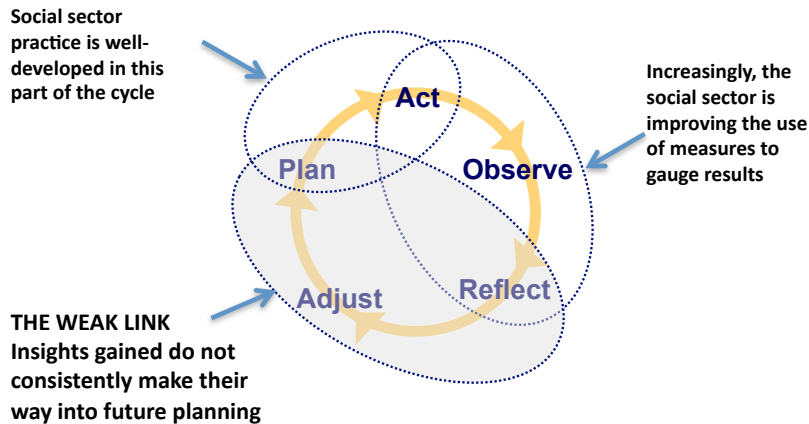 Social sector
practice is well-
developed in this
part of the cycle
Act
Increasingly, the
social sector is
improving the use
of measures to
gauge results
Plan
Observe
Adjust
Reflect
THE WEAK LINK
Insights gained do not
consistently make their
way into future planning